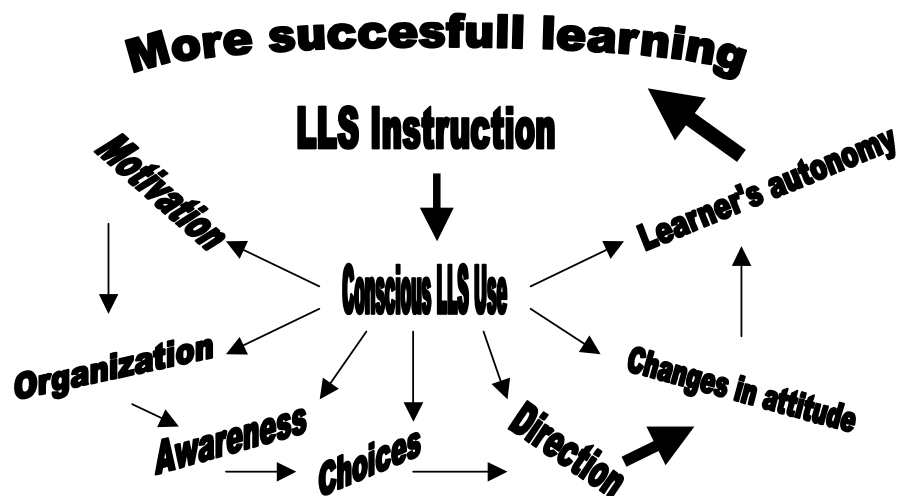 More succesfull learning
LLS Instruction
Motivation
Learner's autonomy
Conscious LLS Use
Organization
Changes in attitude
Awareness
Choices
Direction